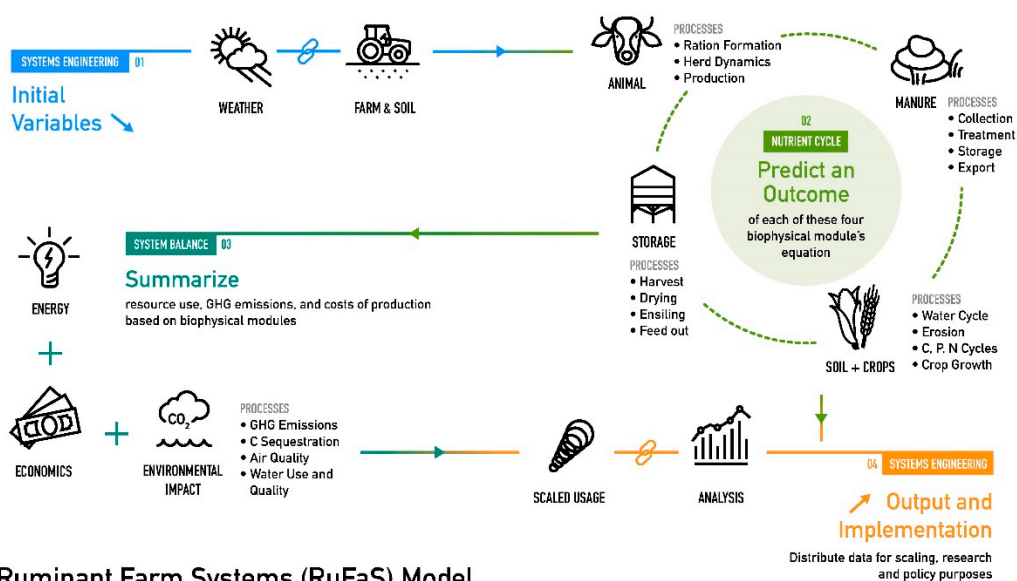 SYSTEMS ENGINEERING 01
Initial
Variables
WEATHER
FARM & SOIL
ANIMAL
PROCESSES
• Ration Formation
• Herd Dynamics
• Production
MANURE
PROCESSES
• Collection
• Treatment
• Storage
• Export
02
NUTRIENT CYCLE
Predict an
Outcome
of each of these four
biophysical module's
equation
STORAGE
PROCESSES
• Harvest
• Drying
• Ensiling
• Feed out
SOIL + CROPS
PROCESSES
• Water Cycle
• Erosion
• C, P, N Cycles
• Crop Growth
SYSTEM BALANCE 03
Summarize
resource use, GHG emissions, and costs of production
based on biophysical modules
ENERGY
+
ECONOMICS
+
CO2
ENVIRONMENTAL
IMPACT
PROCESSES
• GHG Emissions
• C Sequestration
• Air Quality
• Water Use and
Quality
SCALED USAGE
ANALYSIS
04 SYSTEMS ENGINEERING
Output and
Implementation
Distribute data for scaling, research
and policy purposes
Ruminant Farm Systems (RuFaS) Model